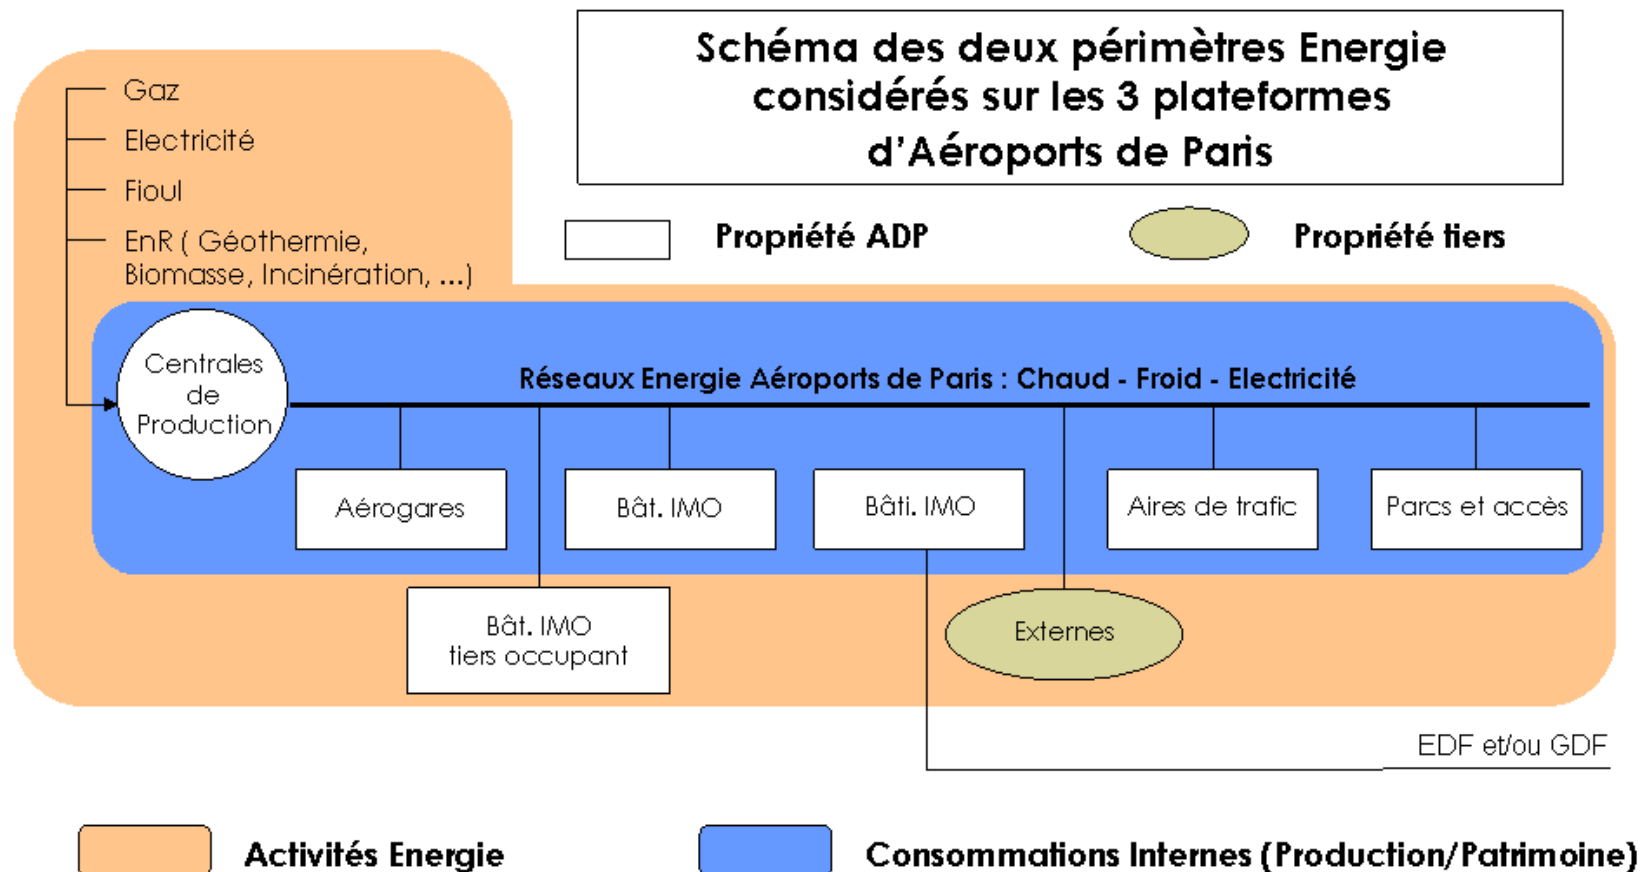 Schéma des deux périmètres Energie
considérés sur les 3 plateformes
d'Aéroports de Paris
Gaz
Electricité
Fioul
EnR ( Géothermie,
Biomasse, Incinération, ...)
Propriété ADP
Propriété tiers
Centrales
de
Production
Réseaux Energie Aéroports de Paris : Chaud - Froid - Electricité
Aérogares
Bât. IMO
Bâti. IMO
Aires de trafic
Parcs et accès
Bât. IMO
tiers occupant
Externes
EDF et/ou GDF
Activités Energie
Consommations Internes (Production/Patrimoine)